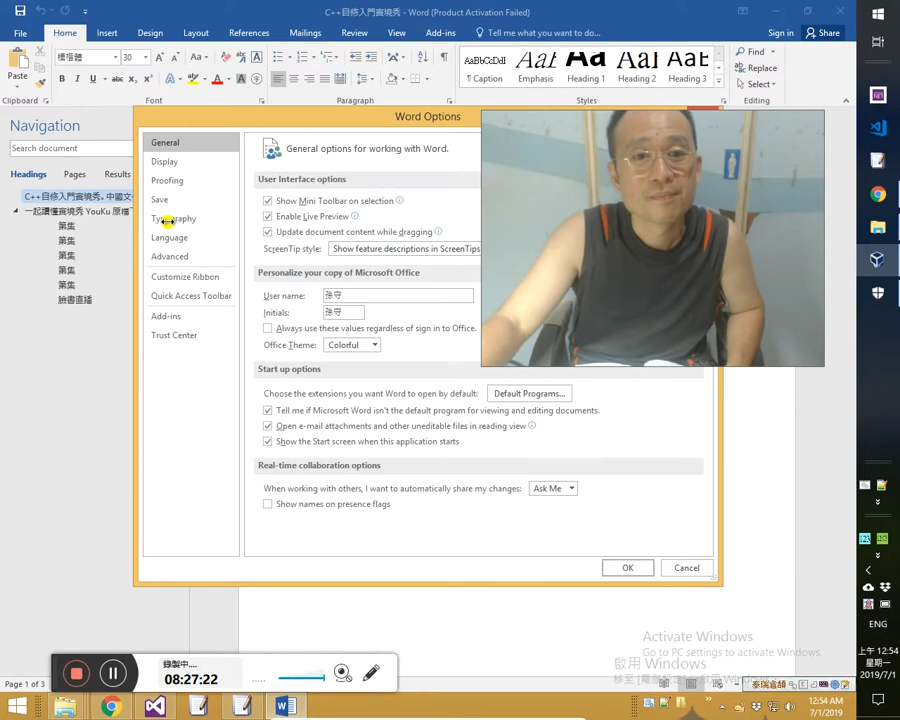 C++目修入門實境秀 - Word (Product Activation Failed)
File Home Insert Design Layout References Mailings Review View Add-ins Tell me what you want to do... Sign in Share
標楷體 30 Aa
Paste
Find
Replace
Select
AaBbCcDdI AaB AaB AaBb AaBb
¶ Caption Emphasis Heading 1 Heading 2 Heading 3
Clipboard Font Paragraph Styles Editing
Navigation
Search document
Headings Pages Results
C++目修入門實境秀。中國文
一起讀懂實境秀 YouKu 原檔
第集
第集
第集
第集
第集
臉書直播
Word Options
General
Display
Proofing
Save
Typography
Language
Advanced
Customize Ribbon
Quick Access Toolbar
Add-ins
Trust Center
General options for working with Word.
User Interface options
Show Mini Toolbar on selection
Enable Live Preview
Update document content while dragging
ScreenTip style: Show feature descriptions in ScreenTips
Personalize your copy of Microsoft Office
User name: 孫守
Initials: 孫守
Always use these values regardless of sign in to Office.
Office Theme: Colorful
Start up options
Choose the extensions you want Word to open by default: Default Programs...
Tell me if Microsoft Word isn't the default program for viewing and editing documents.
Open e-mail attachments and other uneditable files in reading view
Show the Start screen when this application starts
Real-time collaboration options
When working with others, I want to automatically share my changes: Ask Me
Show names on presence flags
OK Cancel
Activate Windows
Go to PC settings to activate Windows.
啟用 Windows
Page 1 of 3
錄製中....
08:27:22
ENG
上午 12:54
星期一
2019/7/1
12:54 AM
7/1/2019